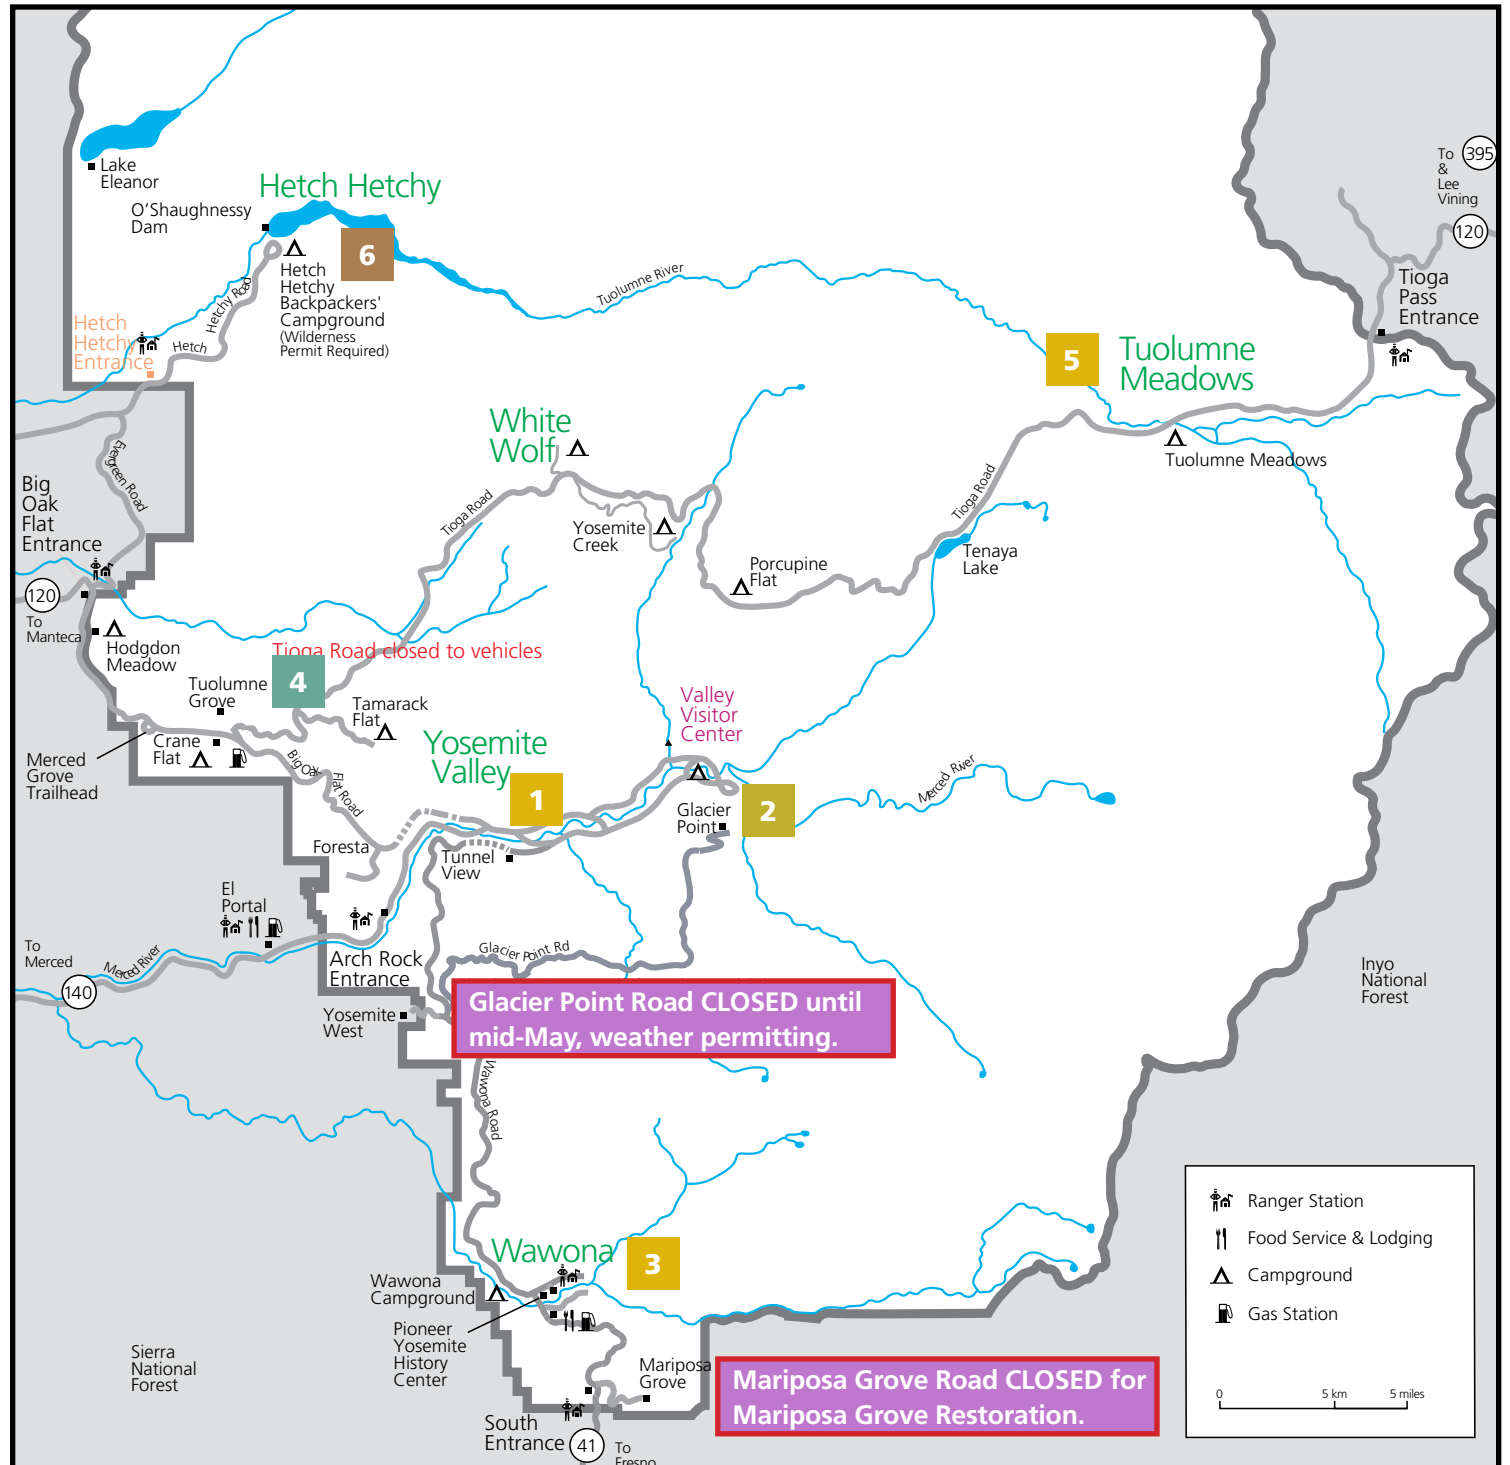 Lake
Eleanor
O'Shaughnessy
Dam
Hetch Hetchy
6
Hetch
Hetchy
Backpackers'
Campground
(Wilderness
Permit Required)
Hetch
Hetchy
Entrance
Hetch
Hetchy Road
Tuolumne River
To
&
Lee
Vining
395
120
Tioga
Pass
Entrance
5
Tuolumne
Meadows
Tuolumne Meadows
White
Wolf
Evergreen Road
Big
Oak
Flat
Entrance
120
To
Manteca
Hodgdon
Meadow
Tioga Road
Yosemite
Creek
Tioga Road
Tenaya
Lake
Porcupine
Flat
Tioga Road closed to vehicles
4
Tuolumne
Grove
Tamarack
Flat
Crane
Flat
Merced
Grove
Trailhead
Big Oak
Flat Road
Yosemite
Valley
1
Valley
Visitor
Center
2
Glacier
Point
Merced River
Foresta
Tunnel
View
El
Portal
To
Merced
140
Merced River
Arch Rock
Entrance
Glacier Point Rd
Yosemite
West
Glacier Point Road CLOSED until
mid-May, weather permitting.
Inyo
National
Forest
Wawona Road
Wawona
3
Wawona
Campground
Pioneer
Yosemite
History
Center
Sierra
National
Forest
Mariposa
Grove
Mariposa Grove Road CLOSED for
Mariposa Grove Restoration.
South
Entrance
41
To
Fresno
Ranger Station
Food Service & Lodging
Campground
Gas Station
0
5 km
5 miles